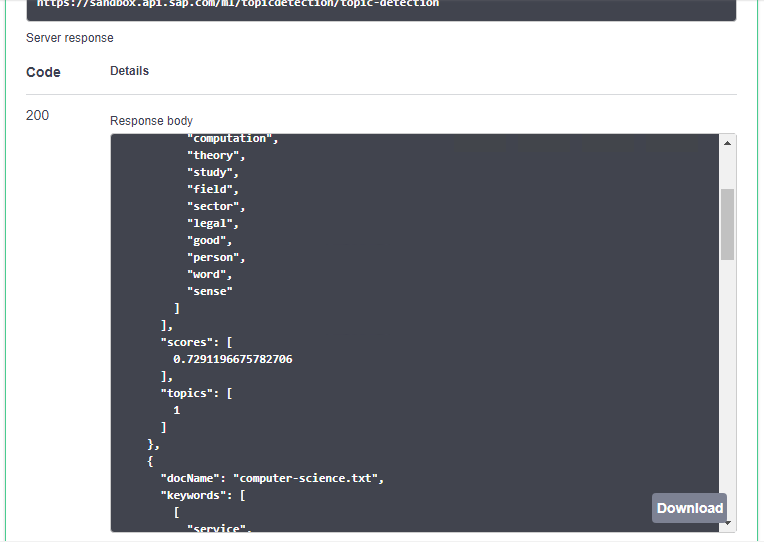 https://sandbox.api.sap.com/ml/topicdetection/topic-detection
Server response
Code Details
200
Response body
"computation",
"theory",
"study",
"field",
"sector",
"legal",
"good",
"person",
"word",
"sense"
]
],
"scores": [
0.7291196675782706
],
"topics": [
1
]
},
{
"docName": "computer-science.txt",
"keywords": [
[
"service",
Download